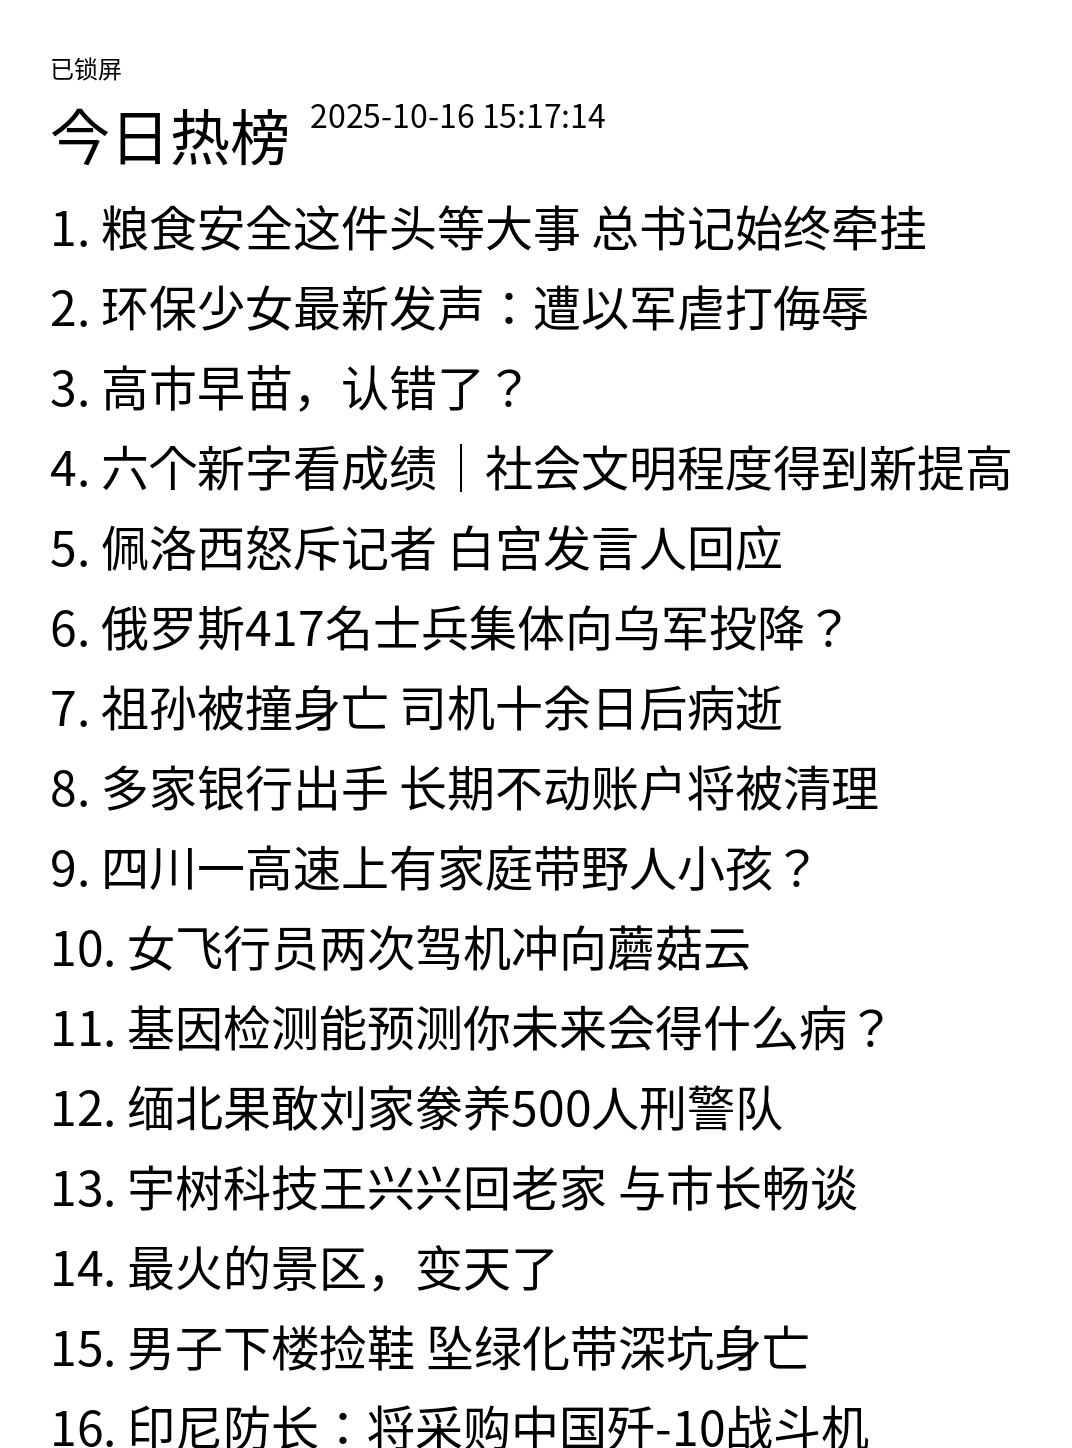 已锁屏
今日热榜 2025-10-16 15:17:14
1. 粮食安全这件头等大事 总书记始终牵挂
2. 环保少女最新发声：遭以军虐打侮辱
3. 高市早苗，认错了？
4. 六个新字看成绩｜社会文明程度得到新提高
5. 佩洛西怒斥记者 白宫发言人回应
6. 俄罗斯417名士兵集体向乌军投降？
7. 祖孙被撞身亡 司机十余日后病逝
8. 多家银行出手 长期不动账户将被清理
9. 四川一高速上有家庭带野人小孩？
10. 女飞行员两次驾机冲向蘑菇云
11. 基因检测能预测你未来会得什么病？
12. 缅北果敢刘家豢养500人刑警队
13. 宇树科技王兴兴回老家 与市长畅谈
14. 最火的景区，变天了
15. 男子下楼捡鞋 坠绿化带深坑身亡
16. 印尼防长：将采购中国歼-10战斗机